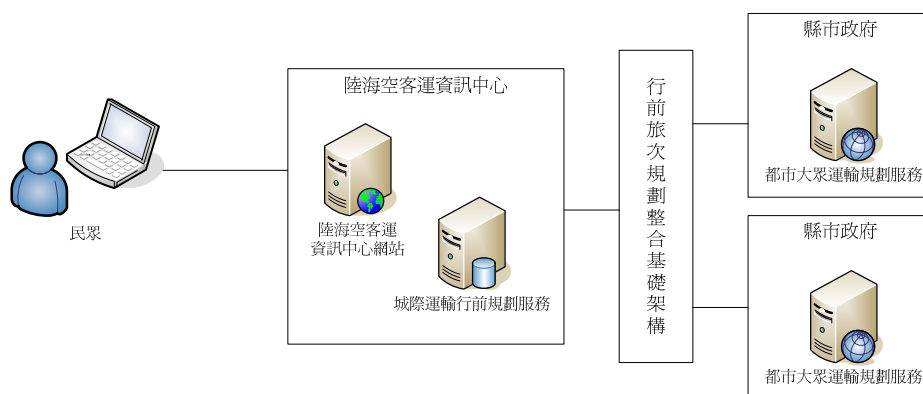 民眾
陸海空客運資訊中心
陸海空客運
資訊中心網站
城際運輸行前規劃服務
行前旅次規劃整合基礎架構
縣市政府
都市大眾運輸規劃服務
縣市政府
都市大眾運輸規劃服務